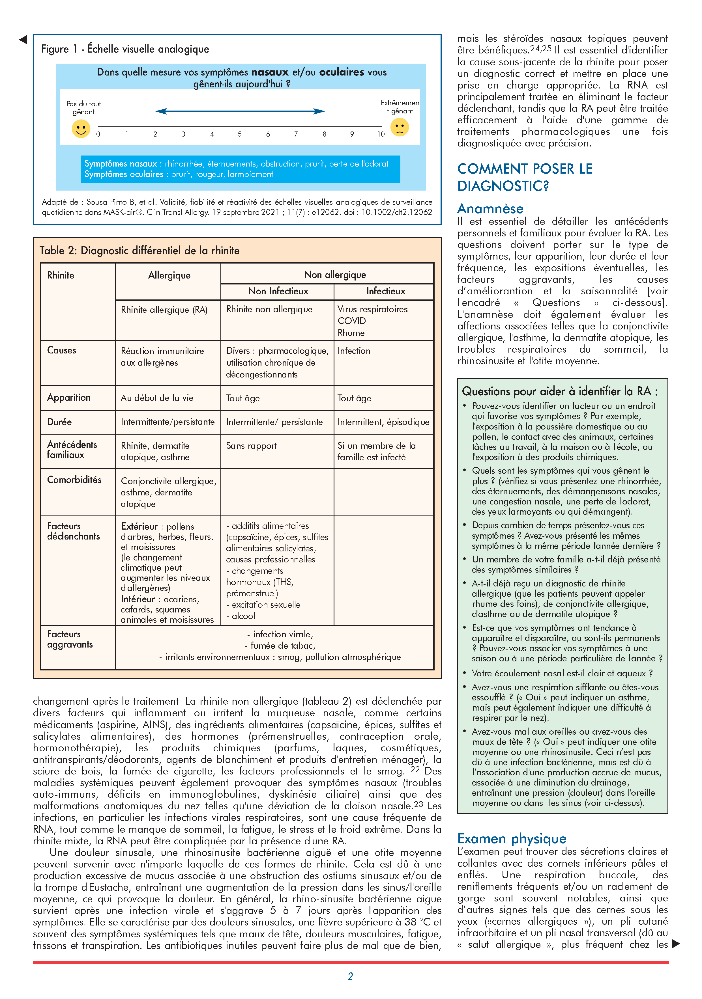 Figure 1 - Échelle visuelle analogique
Dans quelle mesure vos symptômes nasaux et/ou oculaires vous
gênent-ils aujourd'hui ?
Pas du tout
gênant
Extrêmemen
t gênant
0 1 2 3 4 5 6 7 8 9 10
Symptômes nasaux : rhinorrhée, éternuements, obstruction, prurit, perte de l'odorat
Symptômes oculaires : prurit, rougeur, larmoiement
Adapté de : Sousa-Pinto B, et al. Validité, fiabilité et réactivité des échelles visuelles analogiques de surveillance
quotidienne dans MASK-air®. Clin Transl Allergy. 19 septembre 2021 ; 11(7) : e12062. doi : 10.1002/clt2.12062
Table 2: Diagnostic différentiel de la rhinite
Rhinite
Allergique
Non allergique
Non Infectieux
Infectieux
Rhinite allergique (RA)
Rhinite non allergique
Virus respiratoires
COVID
Rhume
Causes
Réaction immunitaire
aux allergènes
Divers : pharmacologique,
utilisation chronique de
décongestionnants
Infection
Apparition
Au début de la vie
Tout âge
Tout âge
Durée
Intermittente/persistante
Intermittente/ persistante
Intermittent, épisodique
Antécédents
familiaux
Rhinite, dermatite
atopique, asthme
Sans rapport
Si un membre de la
famille est infecté
Comorbidités
Conjonctivite allergique,
asthme, dermatite
atopique
Facteurs
déclenchants
Extérieur : pollens
d'arbres, herbes, fleurs,
et moisissures
(le changement
climatique peut
augmenter les niveaux
d'allergènes)
Intérieur : acariens,
cafards, squames
animales et moisissures
- additifs alimentaires
(capsaïcine, épices, sulfites
alimentaires salicylates,
causes professionnelles
- changements
hormonaux (THS,
prémenstruel)
- excitation sexuelle
- alcool
Facteurs
aggravants
- infection virale,
- fumée de tabac,
- irritants environnementaux : smog, pollution atmosphérique
changement après le traitement. La rhinite non allergique (tableau 2) est déclenchée par
divers facteurs qui inflamment ou irritent la muqueuse nasale, comme certains
médicaments (aspirine, AINS), des ingrédients alimentaires (capsaïcine, épices, sulfites et
salicylates alimentaires), des hormones (prémenstruelles, contraception orale,
hormonothérapie), les produits chimiques (parfums, laques, cosmétiques,
antitranspirants/déodorants, agents de blanchiment et produits d'entretien ménager), la
sciure de bois, la fumée de cigarette, les facteurs professionnels et le smog. 22 Des
maladies systémiques peuvent également provoquer des symptômes nasaux (troubles
auto-immuns, déficits en immunoglobulines, dyskinésie ciliaire) ainsi que des
malformations anatomiques du nez telles qu'une déviation de la cloison nasale.23 Les
infections, en particulier les infections virales respiratoires, sont une cause fréquente de
RNA, tout comme le manque de sommeil, la fatigue, le stress et le froid extrême. Dans la
rhinite mixte, la RNA peut être compliquée par la présence d'une RA.
Une douleur sinusale, une rhinosinusite bactérienne aiguë et une otite moyenne
peuvent survenir avec n'importe laquelle de ces formes de rhinite. Cela est dû à une
production excessive de mucus associée à une obstruction des ostiums sinusaux et/ou de
la trompe d'Eustache, entraînant une augmentation de la pression dans les sinus/l'oreille
moyenne, ce qui provoque la douleur. En général, la rhino-sinusite bactérienne aiguë
survient après une infection virale et s'aggrave 5 à 7 jours après l'apparition des
symptômes. Elle se caractérise par des douleurs sinusales, une fièvre supérieure à 38 °C et
souvent des symptômes systémiques tels que maux de tête, douleurs musculaires, fatigue,
frissons et transpiration. Les antibiotiques inutiles peuvent faire plus de mal que de bien,
mais les stéroïdes nasaux topiques peuvent
être bénéfiques.24,25 Il est essentiel d'identifier
la cause sous-jacente de la rhinite pour poser
un diagnostic correct et mettre en place une
prise en charge appropriée. La RNA est
principalement traitée en éliminant le facteur
déclenchant, tandis que la RA peut être traitée
efficacement à l'aide d'une gamme de
traitements pharmacologiques une fois
diagnostiquée avec précision.
COMMENT POSER LE
DIAGNOSTIC?
Anamnèse
Il est essentiel de détailler les antécédents
personnels et familiaux pour évaluer la RA. Les
questions doivent porter sur le type de
symptômes, leur apparition, leur durée et leur
fréquence, les expositions éventuelles, les
facteurs aggravants, les causes
d’améliorantion et la saisonnalité [voir
l'encadré « Questions » ci-dessous].
L'anamnèse doit également évaluer les
affections associées telles que la conjonctivite
allergique, l'asthme, la dermatite atopique, les
troubles respiratoires du sommeil, la
rhinosinusite et l'otite moyenne.
Questions pour aider à identifier la RA :
• Pouvez-vous identifier un facteur ou un endroit
qui favorise vos symptômes ? Par exemple,
l'exposition à la poussière domestique ou au
pollen, le contact avec des animaux, certaines
tâches au travail, à la maison ou à l'école, ou
l'exposition à des produits chimiques.
• Quels sont les symptômes qui vous gênent le
plus ? (vérifiez si vous présentez une rhinorrhée,
des éternuements, des démangeaisons nasales,
une congestion nasale, une perte de l'odorat,
des yeux larmoyants ou qui démangent).
• Depuis combien de temps présentez-vous ces
symptômes ? Avez-vous présenté les mêmes
symptômes à la même période l'année dernière ?
• Un membre de votre famille a-t-il déjà présenté
des symptômes similaires ?
• A-t-il déjà reçu un diagnostic de rhinite
allergique (que les patients peuvent appeler
rhume des foins), de conjonctivite allergique,
d'asthme ou de dermatite atopique ?
• Est-ce que vos symptômes ont tendance à
apparaître et disparaître, ou sont-ils permanents
? Pouvez-vous associer vos symptômes à une
saison ou à une période particulière de l'année ?
• Votre écoulement nasal est-il clair et aqueux ?
• Avez-vous une respiration sifflante ou êtes-vous
essoufflé ? (« Oui » peut indiquer un asthme,
mais peut également indiquer une difficulté à
respirer par le nez).
• Avez-vous mal aux oreilles ou avez-vous des
maux de tête ? (« Oui » peut indiquer une otite
moyenne ou une rhinosinusite. Ceci n’est pas
dû à une infection bactérienne, mais est dû à
l’association d'une production accrue de mucus,
associée à une diminution du drainage,
entraînant une pression (douleur) dans l'oreille
moyenne ou dans les sinus (voir ci-dessus).
Examen physique
L’examen peut trouver des sécretions claires et
collantes avec des cornets inférieurs pâles et
enflés. Une respiration buccale, des
reniflements fréquents et/ou un raclement de
gorge sont souvent notables, ainsi que
d’autres signes tels que des cernes sous les
yeux («cernes allergiques »), un pli cutané
infraorbitaire et un pli nasal transversal (dû au
« salut allergique », plus fréquent chez les
2